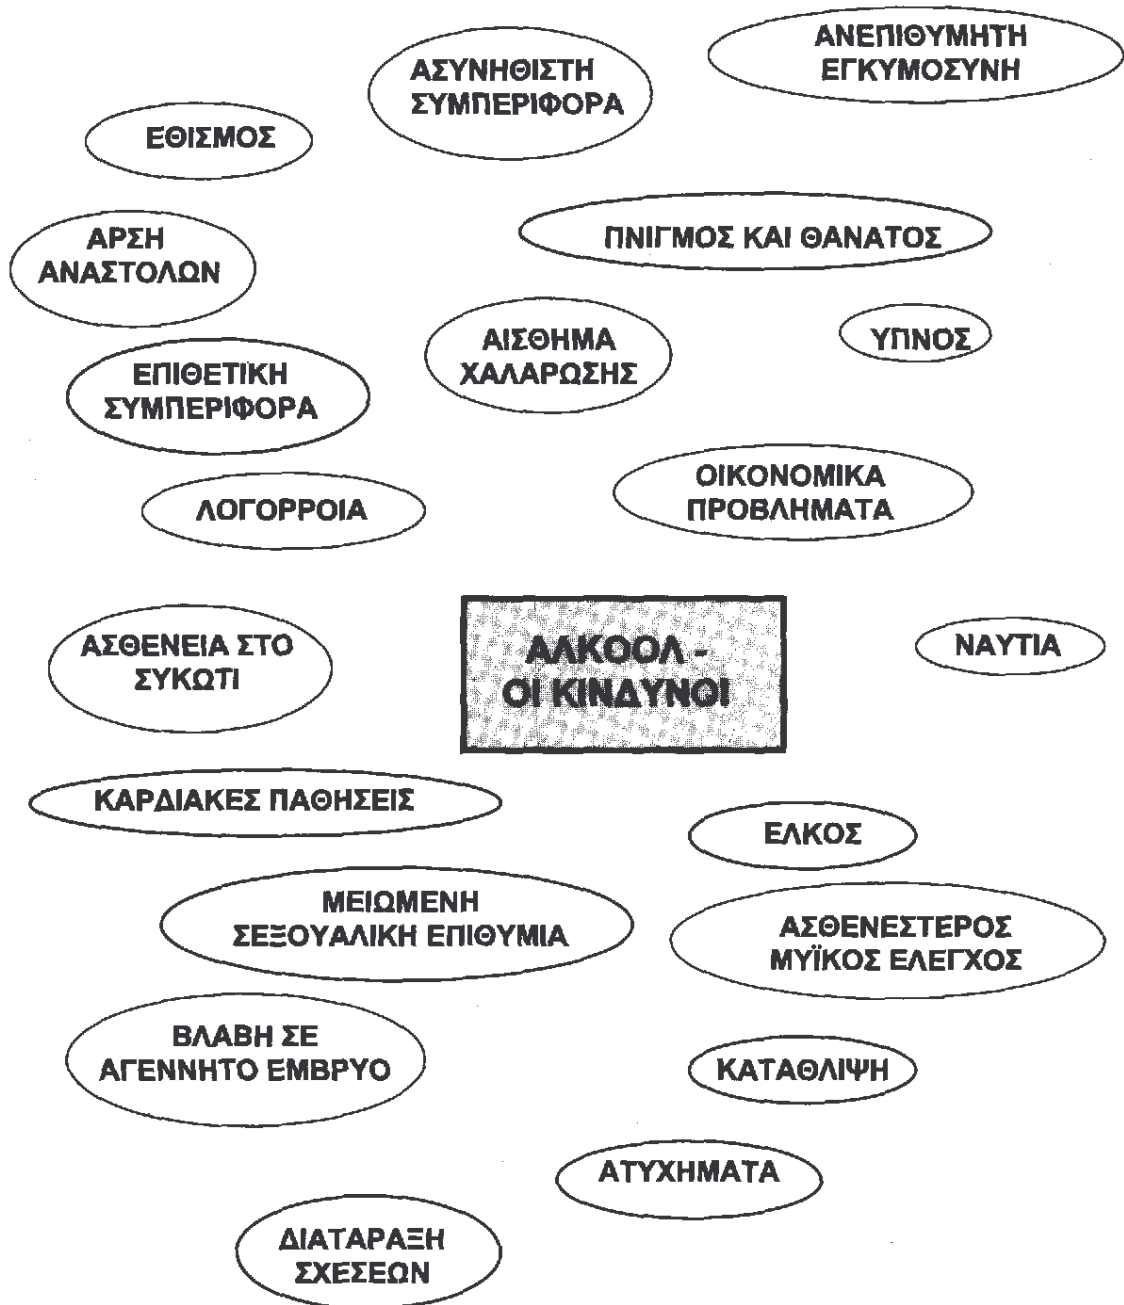 ΑΝΕΠΙΘΥΜΗΤΗ
ΕΓΚΥΜΟΣΥΝΗ
ΑΣΥΝΗΘΙΣΤΗ
ΣΥΜΠΕΡΙΦΟΡΑ
ΕΘΙΣΜΟΣ
ΑΡΣΗ
ΑΝΑΣΤΟΛΩΝ
ΠΝΙΓΜΟΣ ΚΑΙ ΘΑΝΑΤΟΣ
ΑΙΣΘΗΜΑ
ΧΑΛΑΡΩΣΗΣ
ΥΠΝΟΣ
ΕΠΙΘΕΤΙΚΗ
ΣΥΜΠΕΡΙΦΟΡΑ
ΟΙΚΟΝΟΜΙΚΑ
ΠΡΟΒΛΗΜΑΤΑ
ΛΟΓΟΡΡΟΙΑ
ΑΣΘΕΝΕΙΑ ΣΤΟ
ΣΥΚΩΤΙ
ΑΛΚΟΟΛ -
ΟΙ ΚΙΝΔΥΝΟΙ
ΝΑΥΤΙΑ
ΚΑΡΔΙΑΚΕΣ ΠΑΘΗΣΕΙΣ
ΕΛΚΟΣ
ΜΕΙΩΜΕΝΗ
ΣΕΞΟΥΑΛΙΚΗ ΕΠΙΘΥΜΙΑ
ΑΣΘΕΝΕΣΤΕΡΟΣ
ΜΥΪΚΟΣ ΕΛΕΓΧΟΣ
ΒΛΑΒΗ ΣΕ
ΑΓΕΝΝΗΤΟ ΕΜΒΡΥΟ
ΚΑΤΑΘΛΙΨΗ
ΑΤΥΧΗΜΑΤΑ
ΔΙΑΤΑΡΑΞΗ
ΣΧΕΣΕΩΝ